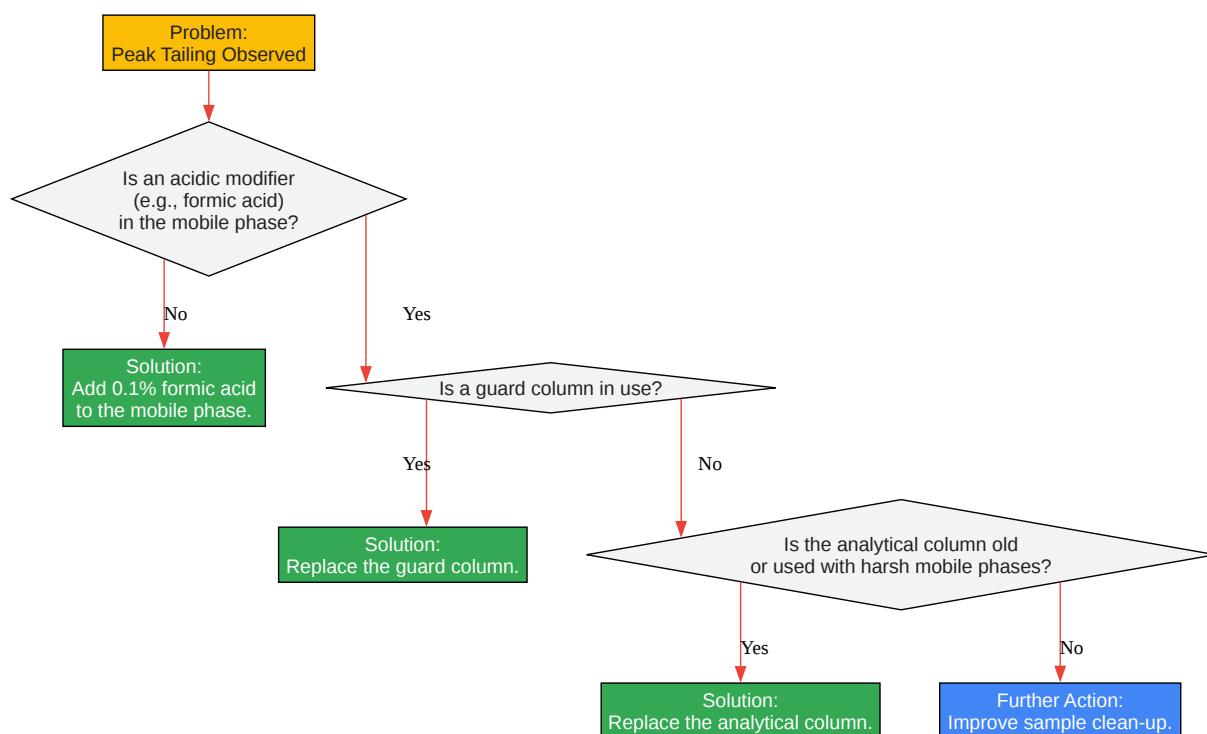 Problem:
Peak Tailing Observed
Is an acidic modifier
(e.g., formic acid)
in the mobile phase?
No
Yes
Solution:
Add 0.1% formic acid
to the mobile phase.
Is a guard column in use?
Yes
No
Solution:
Replace the guard column.
Is the analytical column old
or used with harsh mobile phases?
Yes
No
Solution:
Replace the analytical column.
Further Action:
Improve sample clean-up.